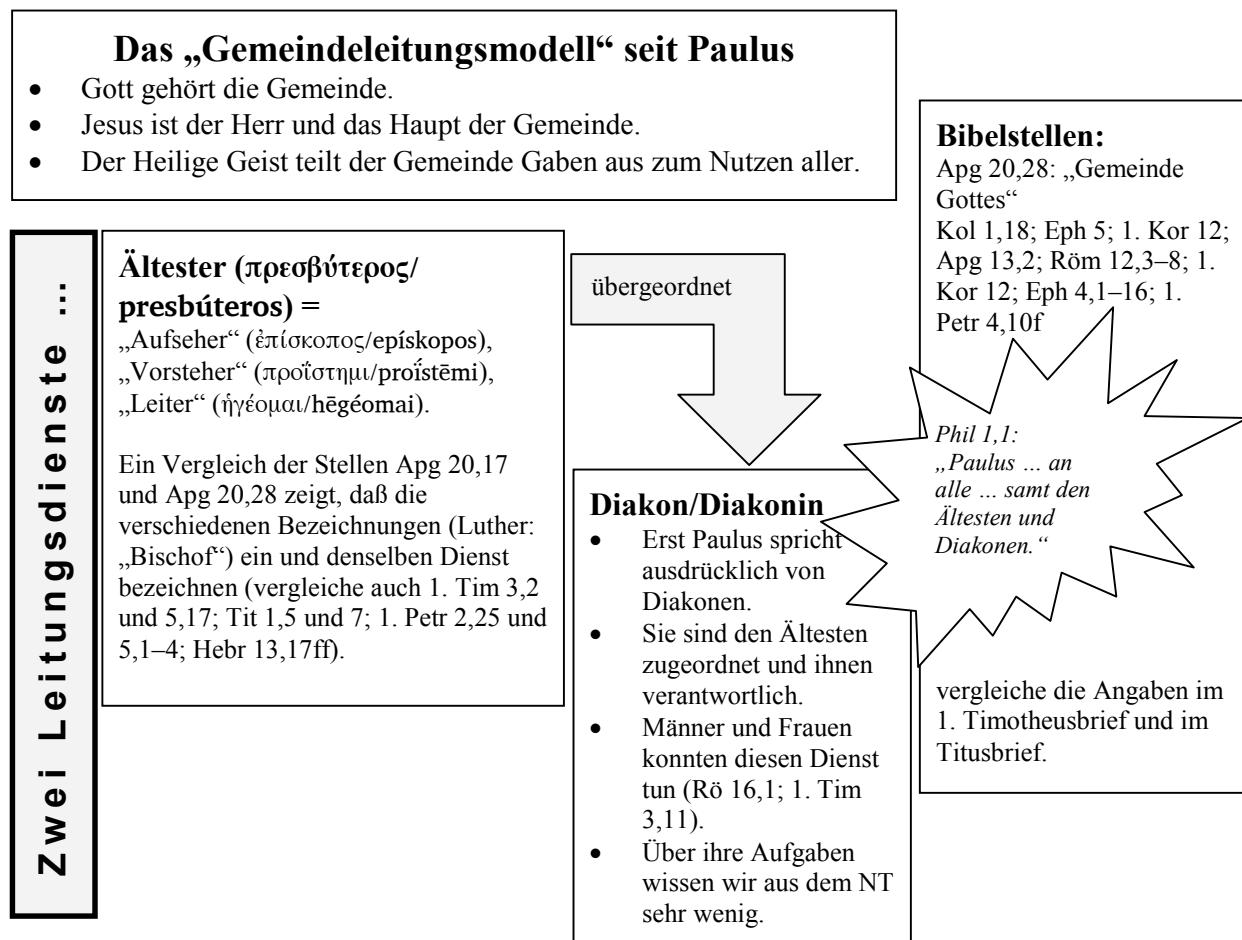 Das „Gemeindeleitungsmodell“ seit Paulus
• Gott gehört die Gemeinde.
• Jesus ist der Herr und das Haupt der Gemeinde.
• Der Heilige Geist teilt der Gemeinde Gaben aus zum Nutzen aller.
Zwei Leitungsdienste ...
Ältester (πρεσβύτερος/
presbúteros) =
„Aufseher“ (ἐπίσκοπος/epískopos),
„Vorsteher“ (προΐστημι/proḯstēmi),
„Leiter“ (ἡγέομαι/hēgéomai).
Ein Vergleich der Stellen Apg 20,17
und Apg 20,28 zeigt, daß die
verschiedenen Bezeichnungen (Luther:
„Bischof“) ein und denselben Dienst
bezeichnen (vergleiche auch 1. Tim 3,2
und 5,17; Tit 1,5 und 7; 1. Petr 2,25 und
5,1–4; Hebr 13,17ff).
übergeordnet
Diakon/Diakonin
• Erst Paulus spricht
ausdrücklich von
Diakonen.
• Sie sind den Ältesten
zugeordnet und ihnen
verantwortlich.
• Männer und Frauen
konnten diesen Dienst
tun (Rö 16,1; 1. Tim
3,11).
• Über ihre Aufgaben
wissen wir aus dem NT
sehr wenig.
Bibelstellen:
Apg 20,28: „Gemeinde
Gottes“
Kol 1,18; Eph 5; 1. Kor 12;
Apg 13,2; Röm 12,3–8; 1.
Kor 12; Eph 4,1–16; 1.
Petr 4,10f
Phil 1,1:
„Paulus ... an
alle ... samt den
Ältesten und
Diakonen.“
vergleiche die Angaben im
1. Timotheusbrief und im
Titusbrief.